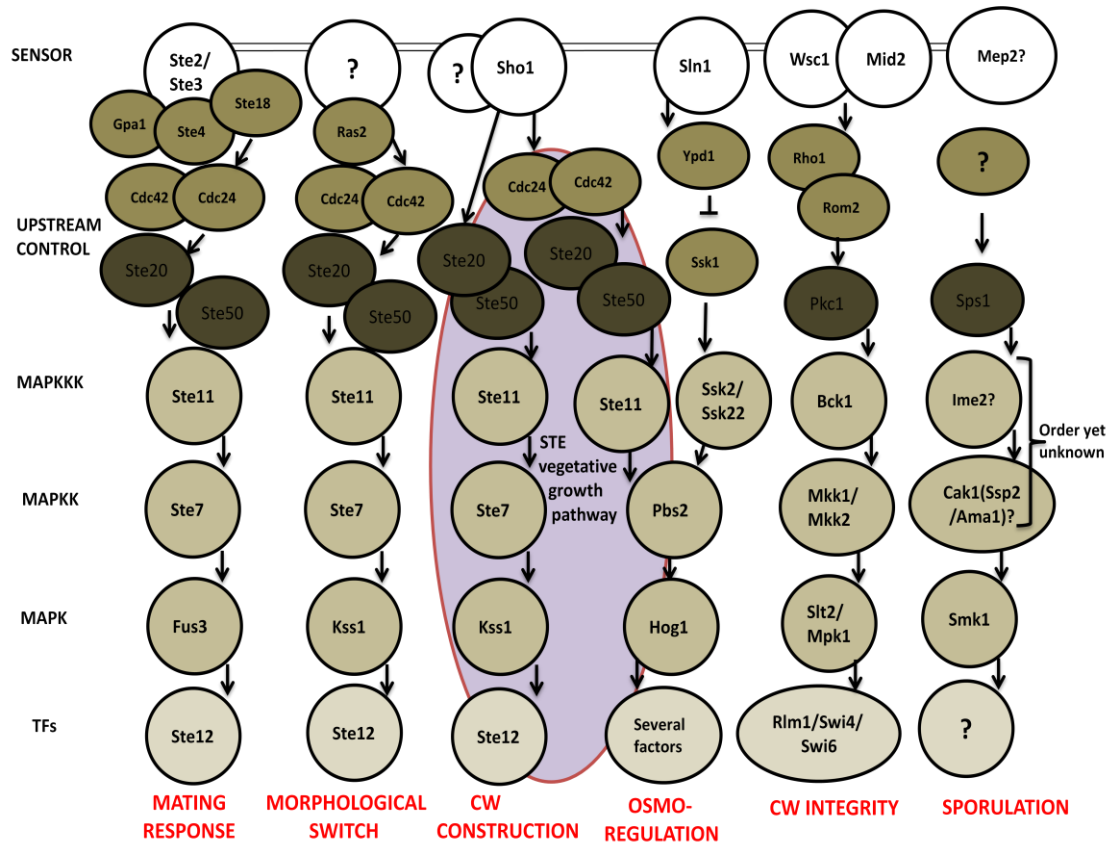 SENSOR
Ste2/
Ste3
?
?
Sho1
Sln1
Wsc1
Mid2
Mep2?
Gpa1
Ste4
Ste18
Ras2
Ypd1
Rho1
?
Cdc42
Cdc24
Cdc24
Cdc42
Cdc24
Cdc42
Rom2
UPSTREAM
CONTROL
Ste20
Ste50
Ste20
Ste50
Ste20
Ste50
Ste20
Ste50
Ssk1
Pkc1
Sps1
MAPKKK
Ste11
Ste11
Ste11
Ste11
Ssk2/
Ssk22
Bck1
Ime2?
Order yet
unknown
STE
vegetative
growth
pathway
MAPKK
Ste7
Ste7
Ste7
Pbs2
Mkk1/
Mkk2
Cak1(Ssp2
/Ama1)?
MAPK
Fus3
Kss1
Kss1
Hog1
Slt2/
Mpk1
Smk1
TFs
Ste12
Ste12
Ste12
Several
factors
Rlm1/Swi4/
Swi6
?
MATING
RESPONSE
MORPHOLOGICAL
SWITCH
CW
CONSTRUCTION
OSMO-
REGULATION
CW INTEGRITY
SPORULATION